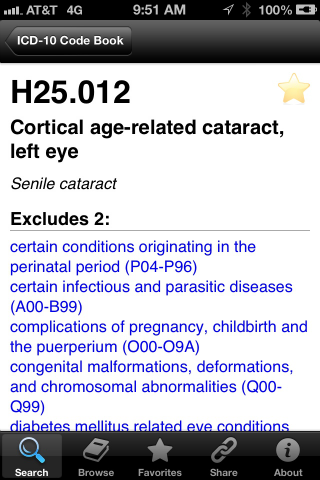 AT&T 4G 9:51 AM 100%
ICD-10 Code Book
H25.012
Cortical age-related cataract,
left eye
Senile cataract
Excludes 2:
certain conditions originating in the
perinatal period (P04-P96)
certain infectious and parasitic diseases
(A00-B99)
complications of pregnancy, childbirth and
the puerperium (O00-O9A)
congenital malformations, deformations,
and chromosomal abnormalities (Q00-
Q99)
diabetes mellitus related eye conditions
Search Browse Favorites Share About